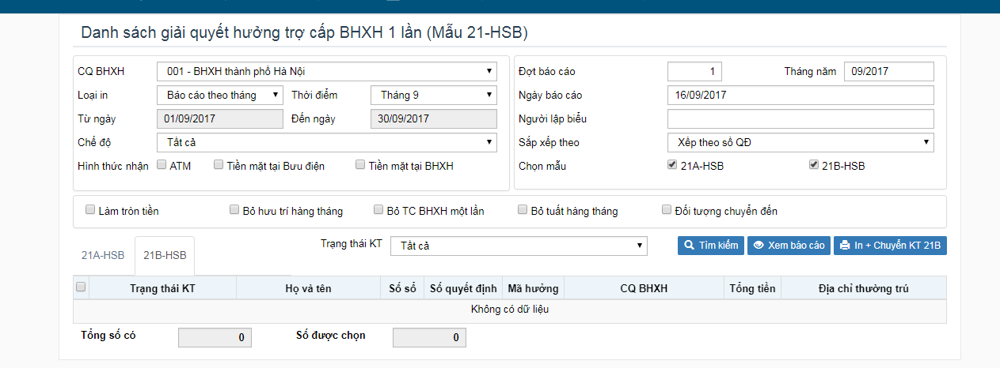 Danh sách giải quyết hưởng trợ cấp BHXH 1 lần (Mẫu 21-HSB)
CQ BHXH 001 - BHXH thành phố Hà Nội
Đợt báo cáo 1 Tháng năm 09/2017
Loại in Báo cáo theo tháng Thời điểm Tháng 9
Ngày báo cáo 16/09/2017
Từ ngày 01/09/2017 Đến ngày 30/09/2017
Người lập biểu
Chế độ Tất cả
Sắp xếp theo Xếp theo số QĐ
Hình thức nhận ATM Tiền mặt tại Bưu điện Tiền mặt tại BHXH
Chọn mẫu 21A-HSB 21B-HSB
Làm tròn tiền Bỏ hưu trí hàng tháng Bỏ TC BHXH một lần Bỏ tuất hàng tháng Đối tượng chuyển đến
21A-HSB 21B-HSB Trạng thái KT Tất cả Tìm kiếm Xem báo cáo In + Chuyển KT 21B
Trạng thái KT Họ và tên Số sổ Số quyết định Mã hưởng CQ BHXH Tổng tiền Địa chỉ thường trú
Không có dữ liệu
Tổng số có 0 Số được chọn 0